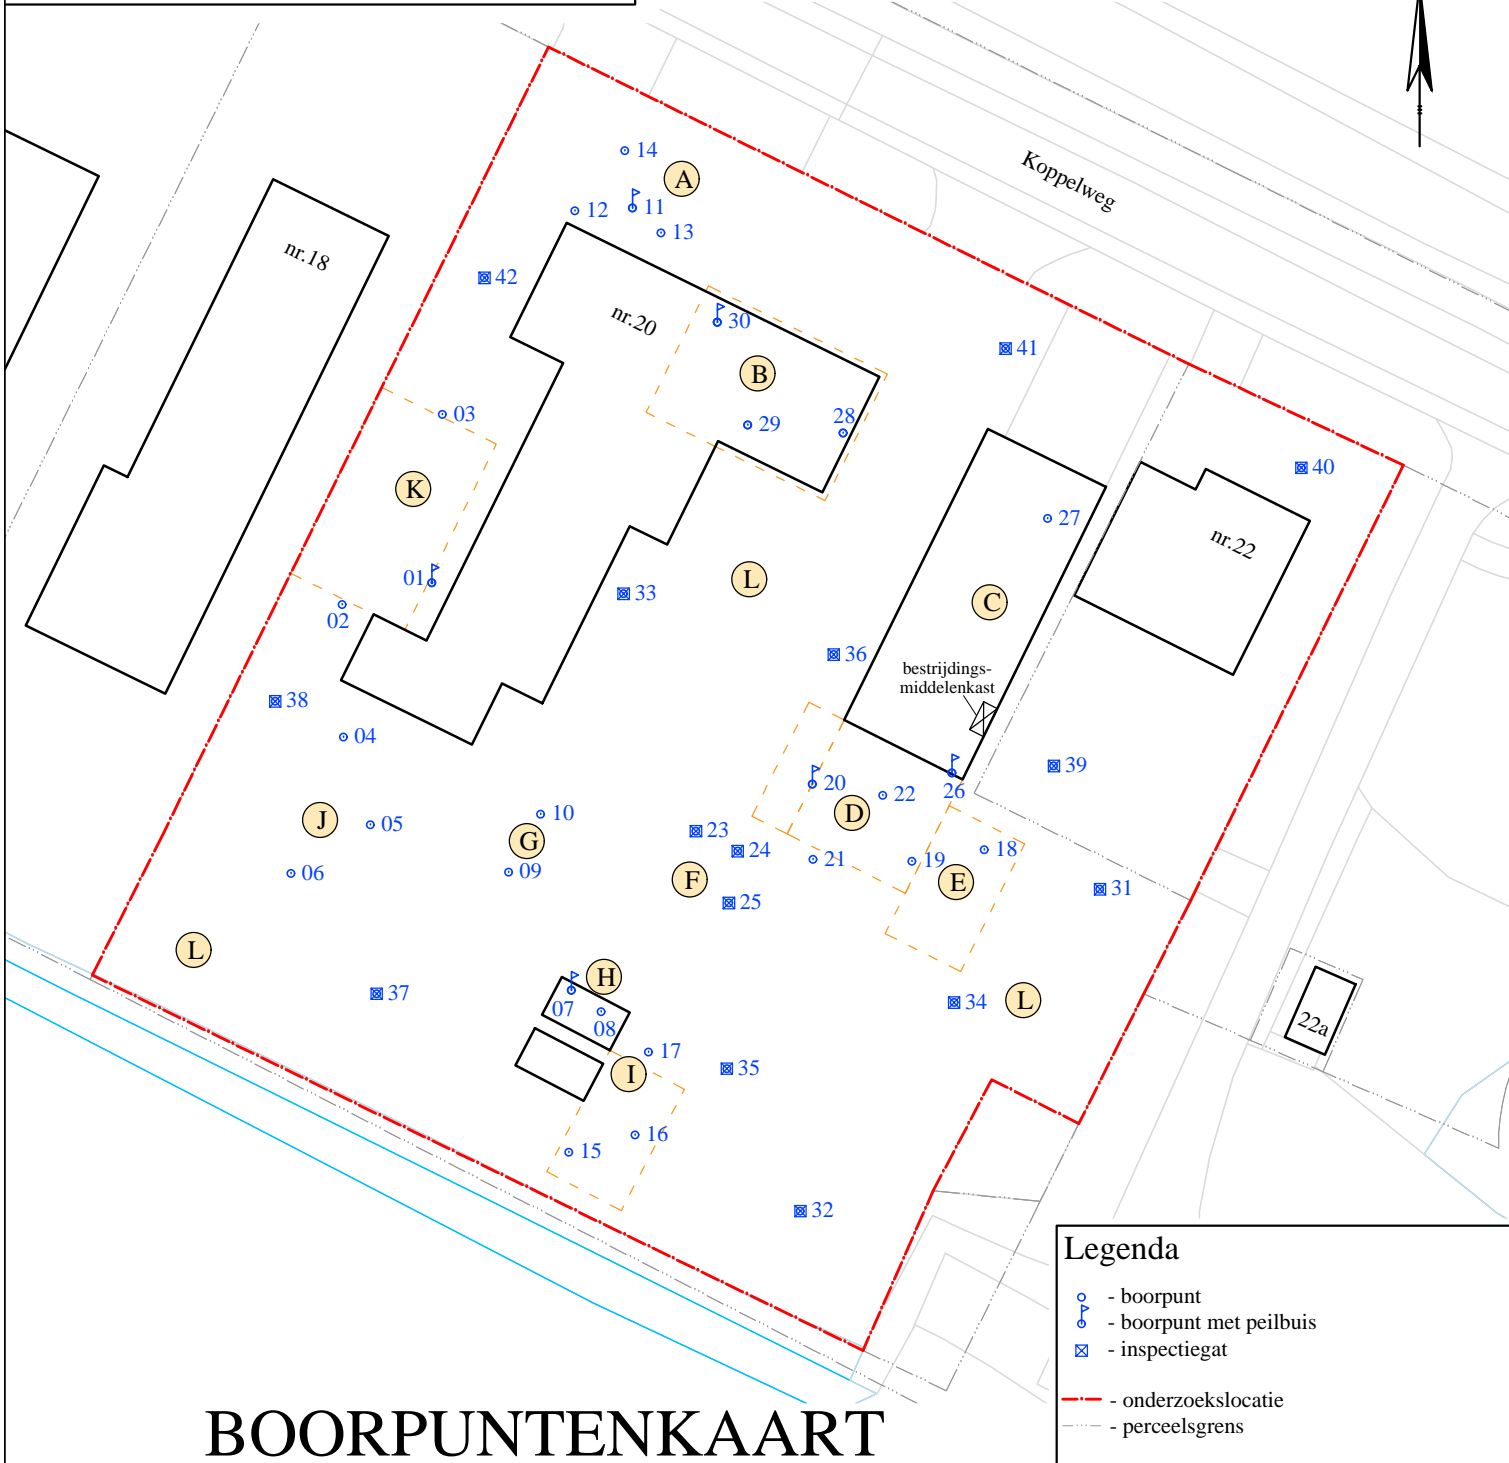 Koppelweg
14
A
12
11
13
nr.18
42
nr.20
30
41
B
03
29
28
40
K
27
nr.22
01
33
L
C
02
36
bestrijdings-
middelenkast
38
04
39
20
22
26
D
J
05
10
G
23
24
21
19
18
06
09
F
E
31
25
L
H
37
07
08
34
L
22a
17
I
35
16
15
32
Legenda
- boorpunt
- boorpunt met peilbuis
- inspectiegat
- onderzoekslocatie
- perceelsgrens
BOORPUNTENKAART